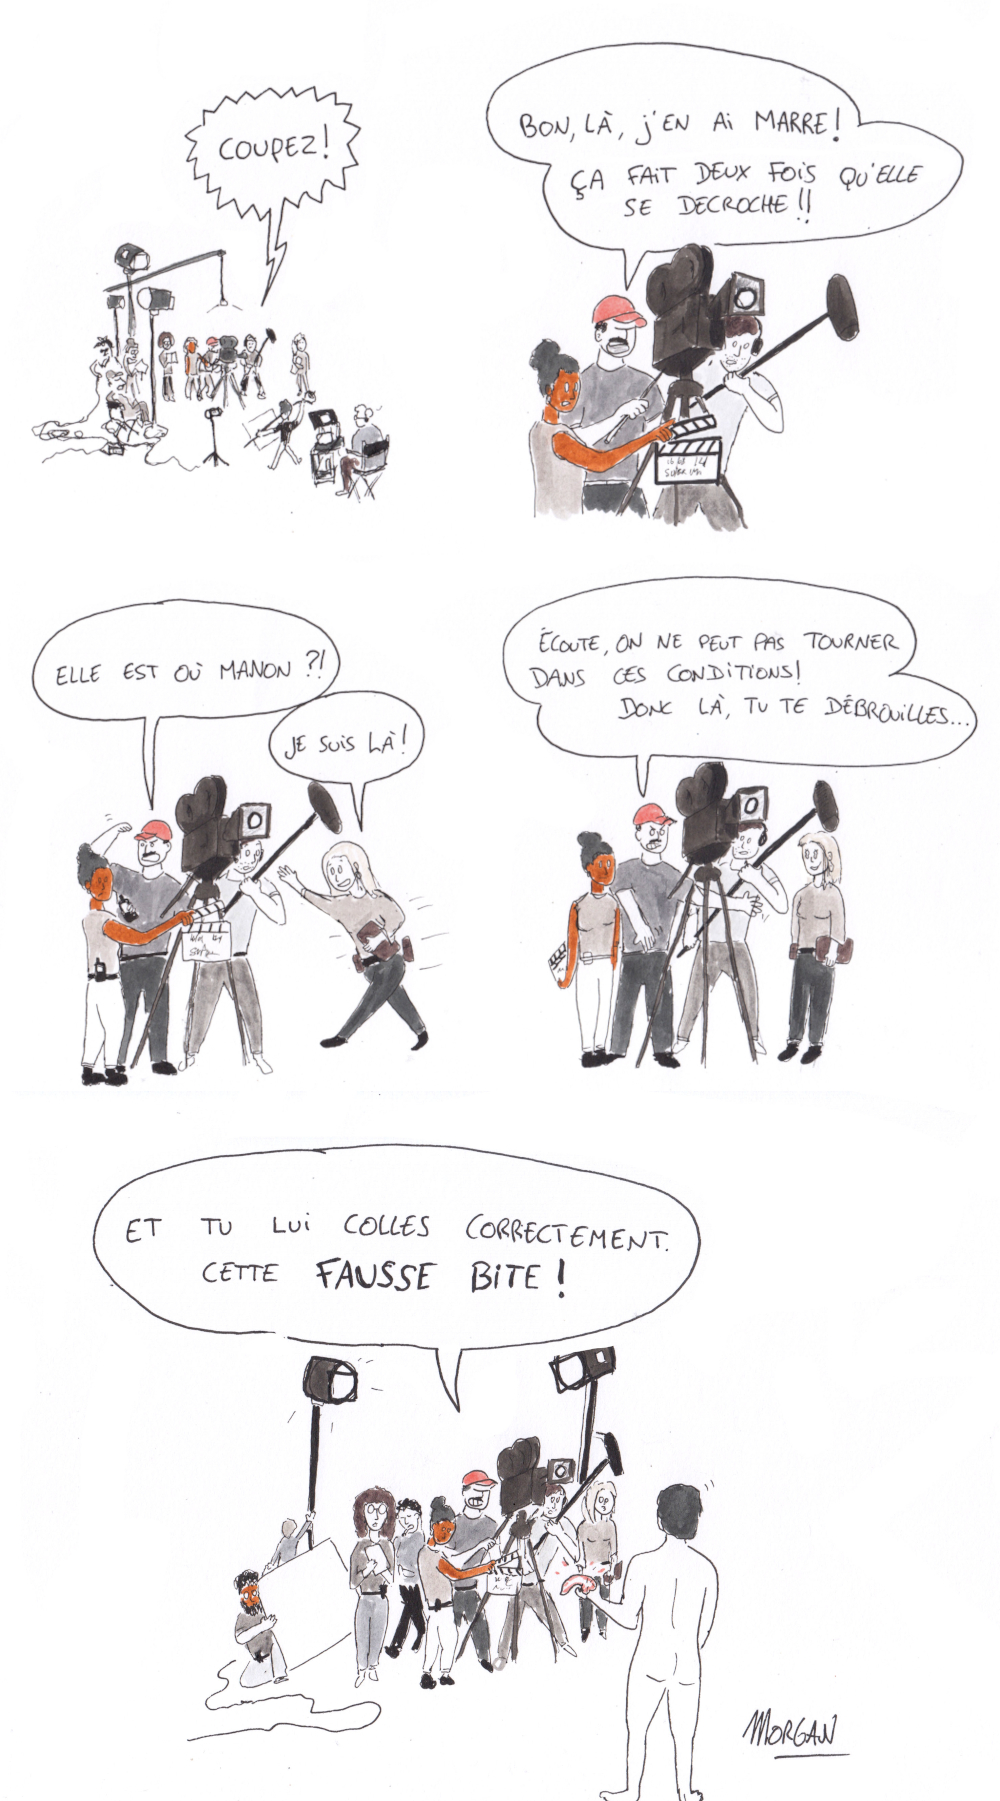 COUPEZ!
BON, LÀ, j'EN Ai MARRE!
ÇA FAIT DEUX FOIS QU'ELLE
SE DECROCHE!!
ELLE EST OÙ MANON ?!
JE SUIS LÀ!
ÉCOUTE, ON NE PEUT PAS TOURNER
DANS CES CONDITIONS!
DONC LÀ, TU TE DÉBROUILLES...
ET TU LUI COLLES CORRECTEMENT.
CETTE FAUSSE BITE!
MORGAN